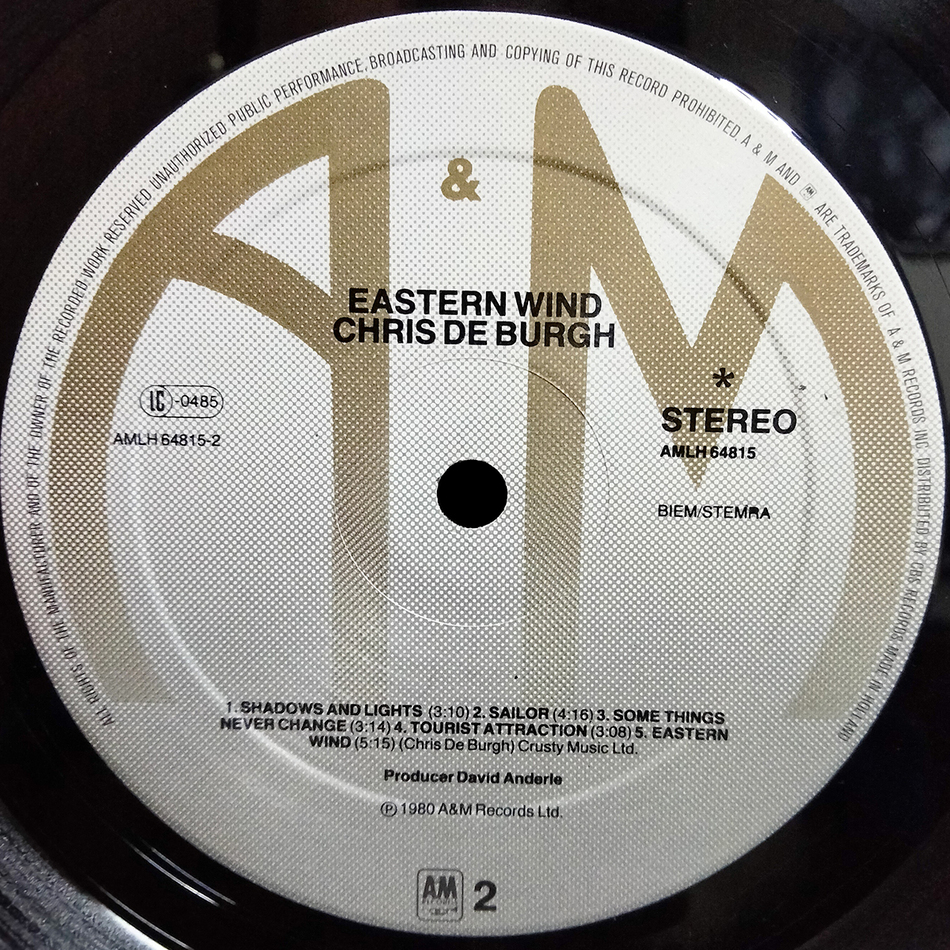 ALL RIGHTS OF THE MANUFACTURER AND OF THE OWNER OF THE RECORDED WORK RESERVED UNAUTHORIZED PUBLIC PERFORMANCE, BROADCASTING AND COPYING OF THIS RECORD PROHIBITED. A & M AND AM ARE TRADEMARKS OF A & M RECORDS INC. DISTRIBUTED BY CBS RECORDS MADE IN HOLLAND
A & M
EASTERN WIND
CHRIS DE BURGH
LC-0485
AMLH 64815-2
*
STEREO
AMLH 64815
BIEM/STEMRA
1. SHADOWS AND LIGHTS (3:10) 2. SAILOR (4:16) 3. SOME THINGS
NEVER CHANGE (3:14) 4. TOURIST ATTRACTION (3:08) 5. EASTERN
WIND (5:15) (Chris De Burgh) Crusty Music Ltd.
Producer David Anderle
Ⓟ 1980 A&M Records Ltd.
AM RECORDS 2